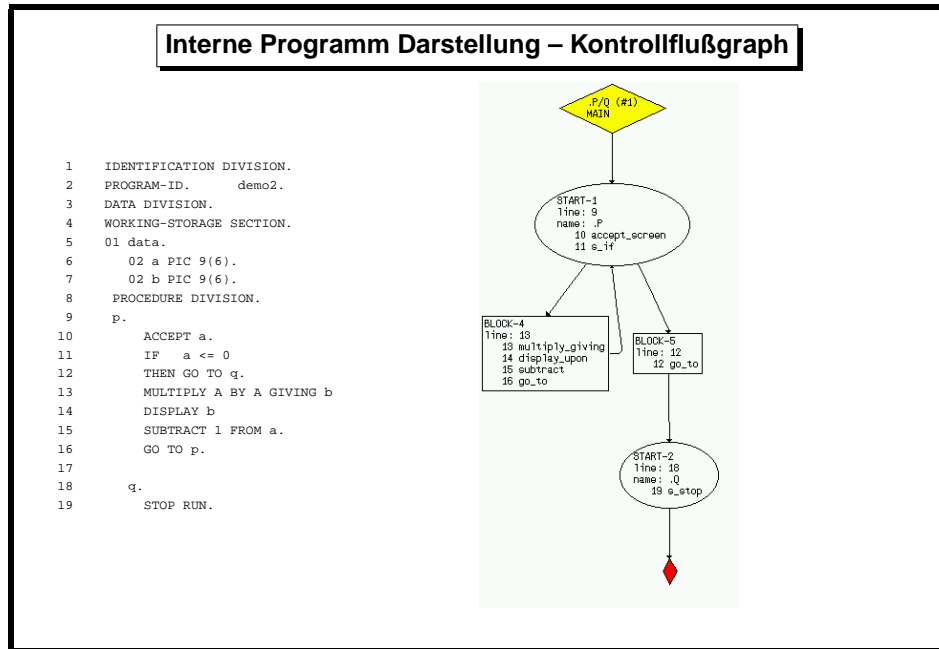 Interne Programm Darstellung – Kontrollflußgraph
1 IDENTIFICATION DIVISION.
2 PROGRAM-ID. demo2.
3 DATA DIVISION.
4 WORKING-STORAGE SECTION.
5 01 data.
6 02 a PIC 9(6).
7 02 b PIC 9(6).
8 PROCEDURE DIVISION.
9 p.
10 ACCEPT a.
11 IF a <= 0
12 THEN GO TO q.
13 MULTIPLY A BY A GIVING b
14 DISPLAY b
15 SUBTRACT 1 FROM a.
16 GO TO p.
17
18 q.
19 STOP RUN.
.P/Q (#1)
MAIN
START-1
line: 9
name: .P
10 accept_screen
11 s_if
BLOCK-4
line: 13
13 multiply_giving
14 display_upon
15 subtract
16 go_to
BLOCK-5
line: 12
12 go_to
START-2
line: 18
name: .Q
19 s_stop